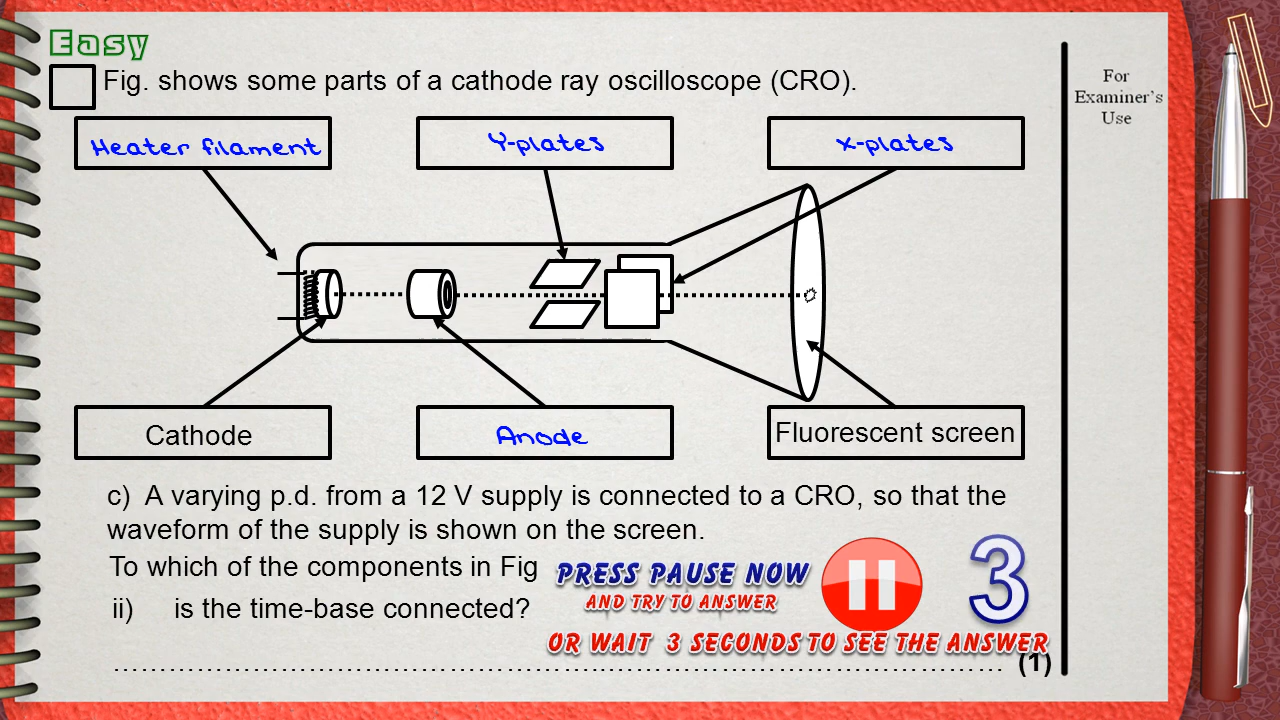 Easy
Fig. shows some parts of a cathode ray oscilloscope (CRO).
For
Examiner's
Use
Heater filament
Y-plates
X-plates
Cathode
Anode
Fluorescent screen
c) A varying p.d. from a 12 V supply is connected to a CRO, so that the
waveform of the supply is shown on the screen.
To which of the components in Fig
PRESS PAUSE NOW
AND TRY TO ANSWER
3
ii) is the time-base connected?
OR WAIT 3 SECONDS TO SEE THE ANSWER
(1)